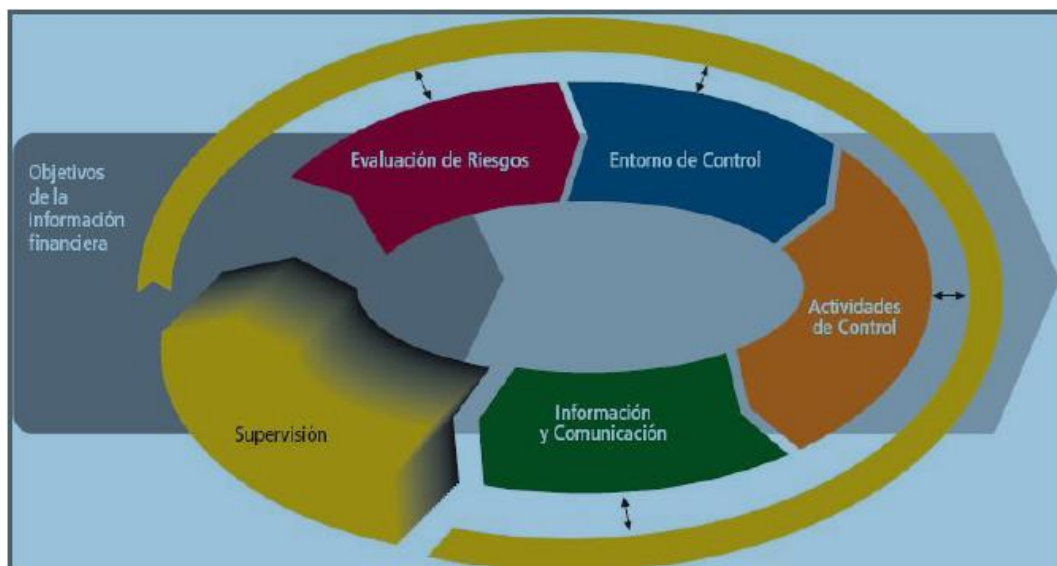 Objetivos
de la
información
financiera
Evaluación de Riesgos
Entorno de Control
Actividades
de Control
Información
y Comunicación
Supervisión